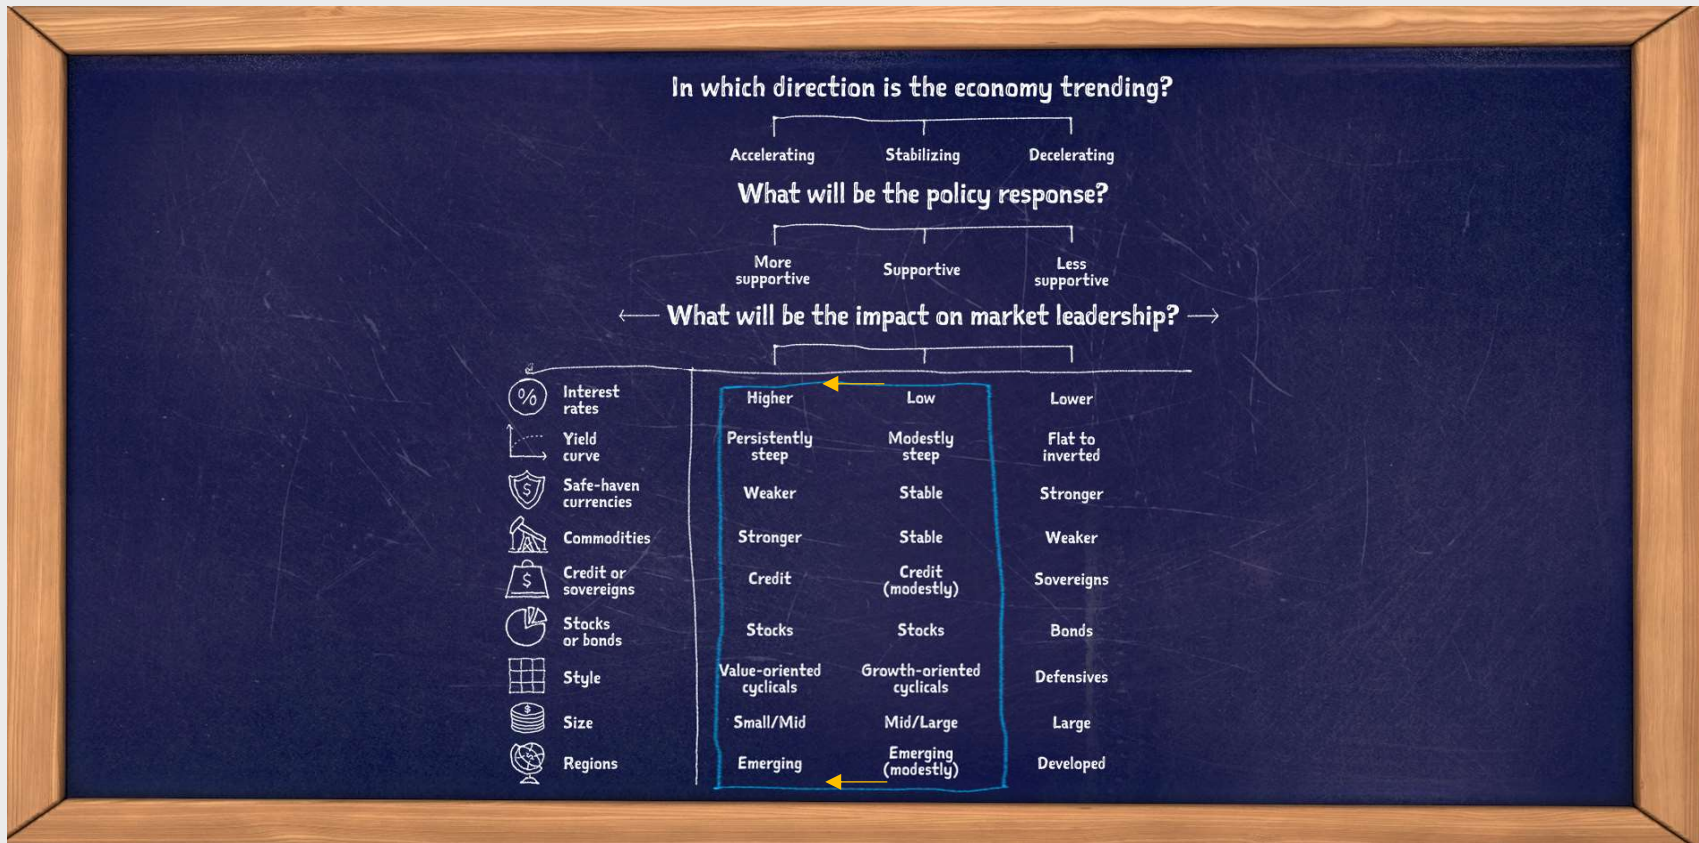 In which direction is the economy trending?
Accelerating Stabilizing Decelerating
What will be the policy response?
More supportive Supportive Less supportive
What will be the impact on market leadership?
% Interest rates Higher Low Lower
Yield curve Persistently steep Modestly steep Flat to inverted
$ Safe-haven currencies Weaker Stable Stronger
Commodities Stronger Stable Weaker
$ Credit or sovereigns Credit Credit (modestly) Sovereigns
Stocks or bonds Stocks Stocks Bonds
Style Value-oriented cyclicals Growth-oriented cyclicals Defensives
$ Size Small/Mid Mid/Large Large
Regions Emerging Emerging (modestly) Developed